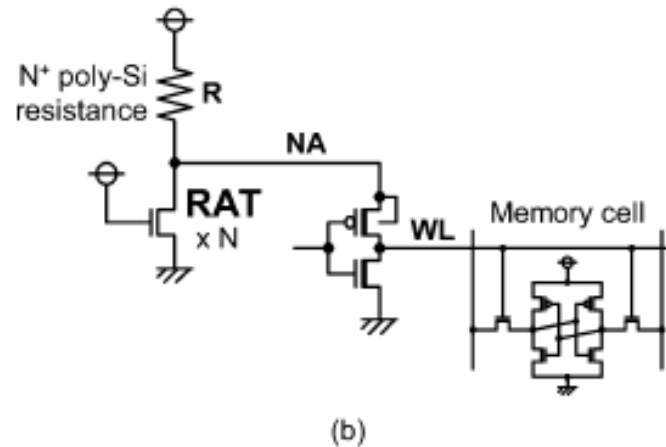 N+ poly-Si
resistance
R
NA
RAT
x N
WL
Memory cell
(b)